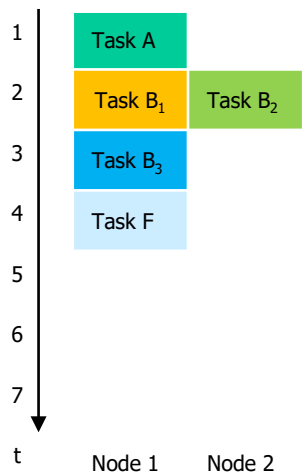 1 Task A
2 Task B₁ Task B₂
3 Task B₃
4 Task F
5
6
7
t Node 1 Node 2